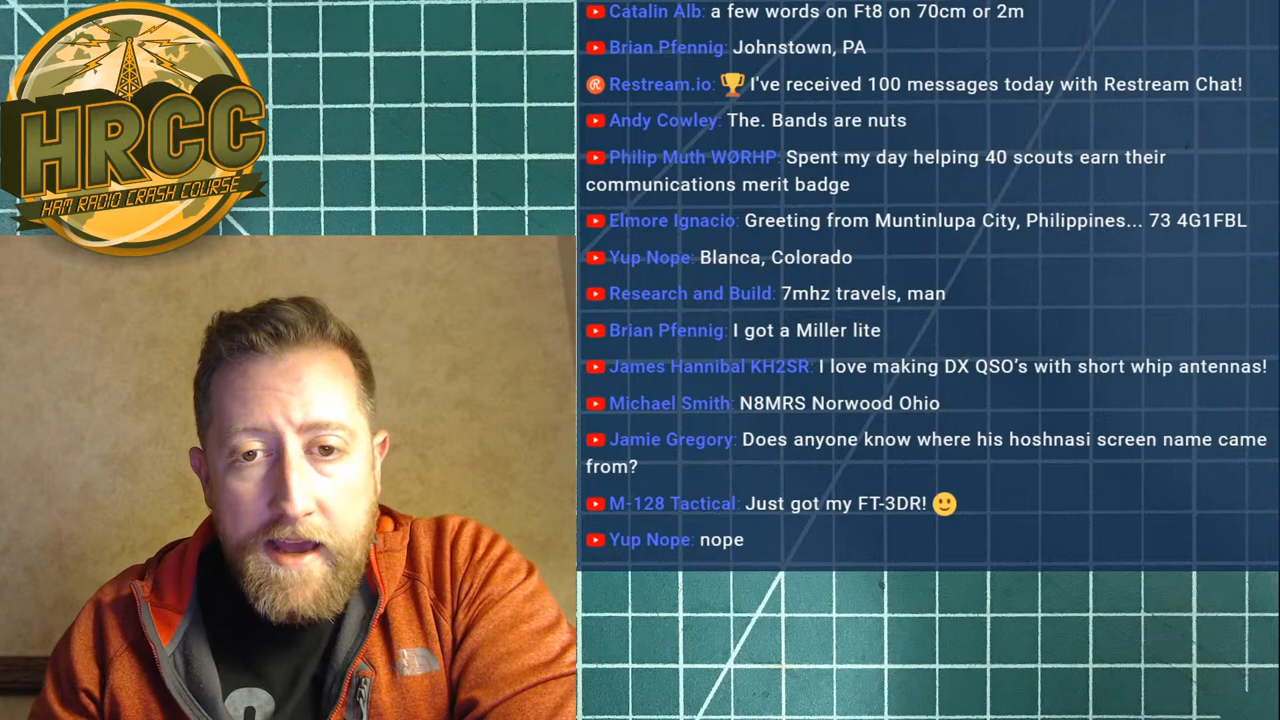 HRCC
HAM RADIO CRASH COURSE
Catalin Alb: a few words on Ft8 on 70cm or 2m
Brian Pfennig: Johnstown, PA
Restream.io: 🏆 I've received 100 messages today with Restream Chat!
Andy Cowley: The. Bands are nuts
Philip Muth WØRHP: Spent my day helping 40 scouts earn their
communications merit badge
Elmore Ignacio: Greeting from Muntinlupa City, Philippines... 73 4G1FBL
Yup Nope: Blanca, Colorado
Research and Build: 7mhz travels, man
Brian Pfennig: I got a Miller lite
James Hannibal KH2SR: I love making DX QSO’s with short whip antennas!
Michael Smith: N8MRS Norwood Ohio
Jamie Gregory: Does anyone know where his hoshnasi screen name came
from?
M-128 Tactical: Just got my FT-3DR! 🙂
Yup Nope: nope